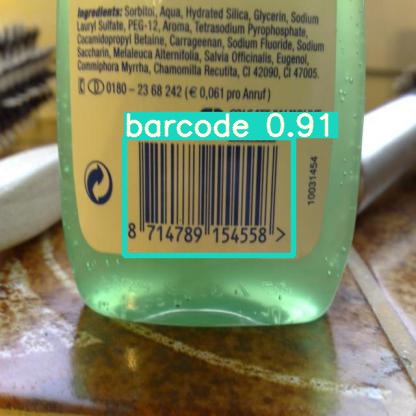 Ingredients: Sorbitol, Aqua, Hydrated Silica, Glycerin, Sodium
Lauryl Sulfate, PEG-12, Aroma, Tetrasodium Pyrophosphate,
Cocamidopropyl Betaine, Carrageenan, Sodium Fluoride, Sodium
Saccharin, Melaleuca Alternifolia, Salvia Officinalis, Eugenol,
Commiphora Myrrha, Chamomilla Recutita, CI 42090, CI 47005.
D 0180 – 23 68 242 (€ 0,061 pro Anruf)
barcode 0.91
10031454
8 714789 154558 >